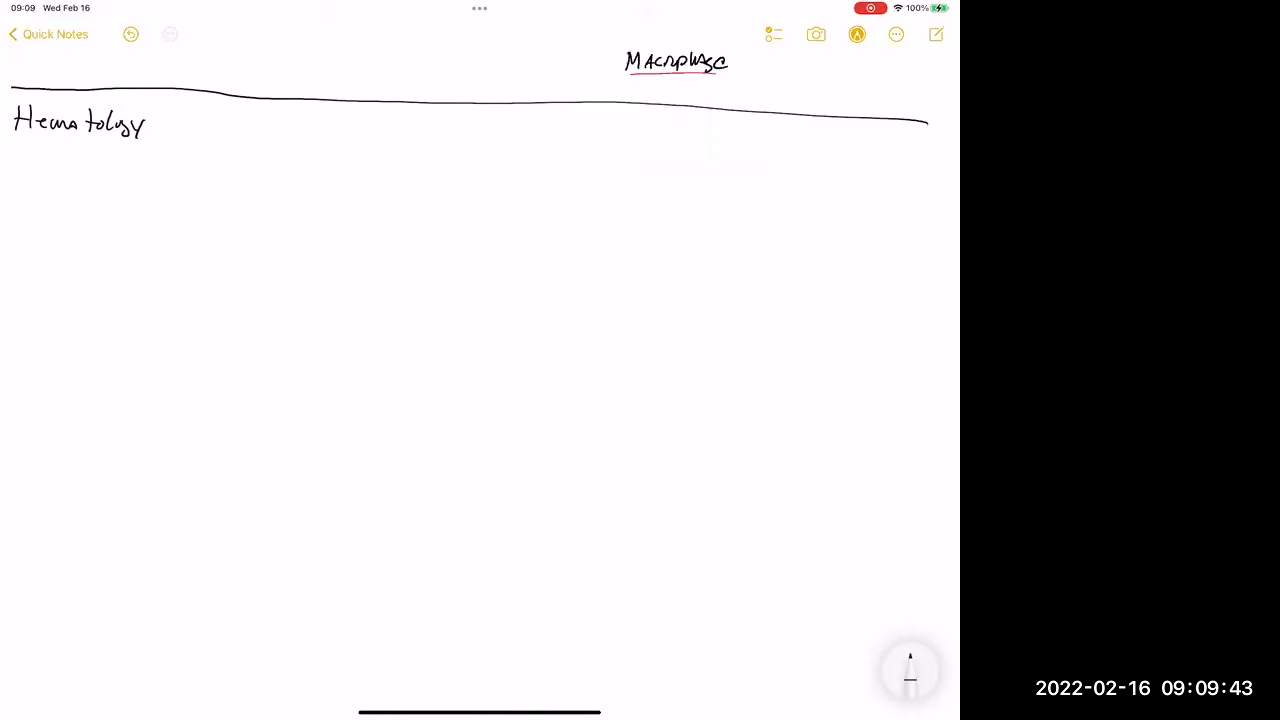 09:09 Wed Feb 16
100%
Quick Notes
Macrophage
Hematology
2022-02-16 09:09:43